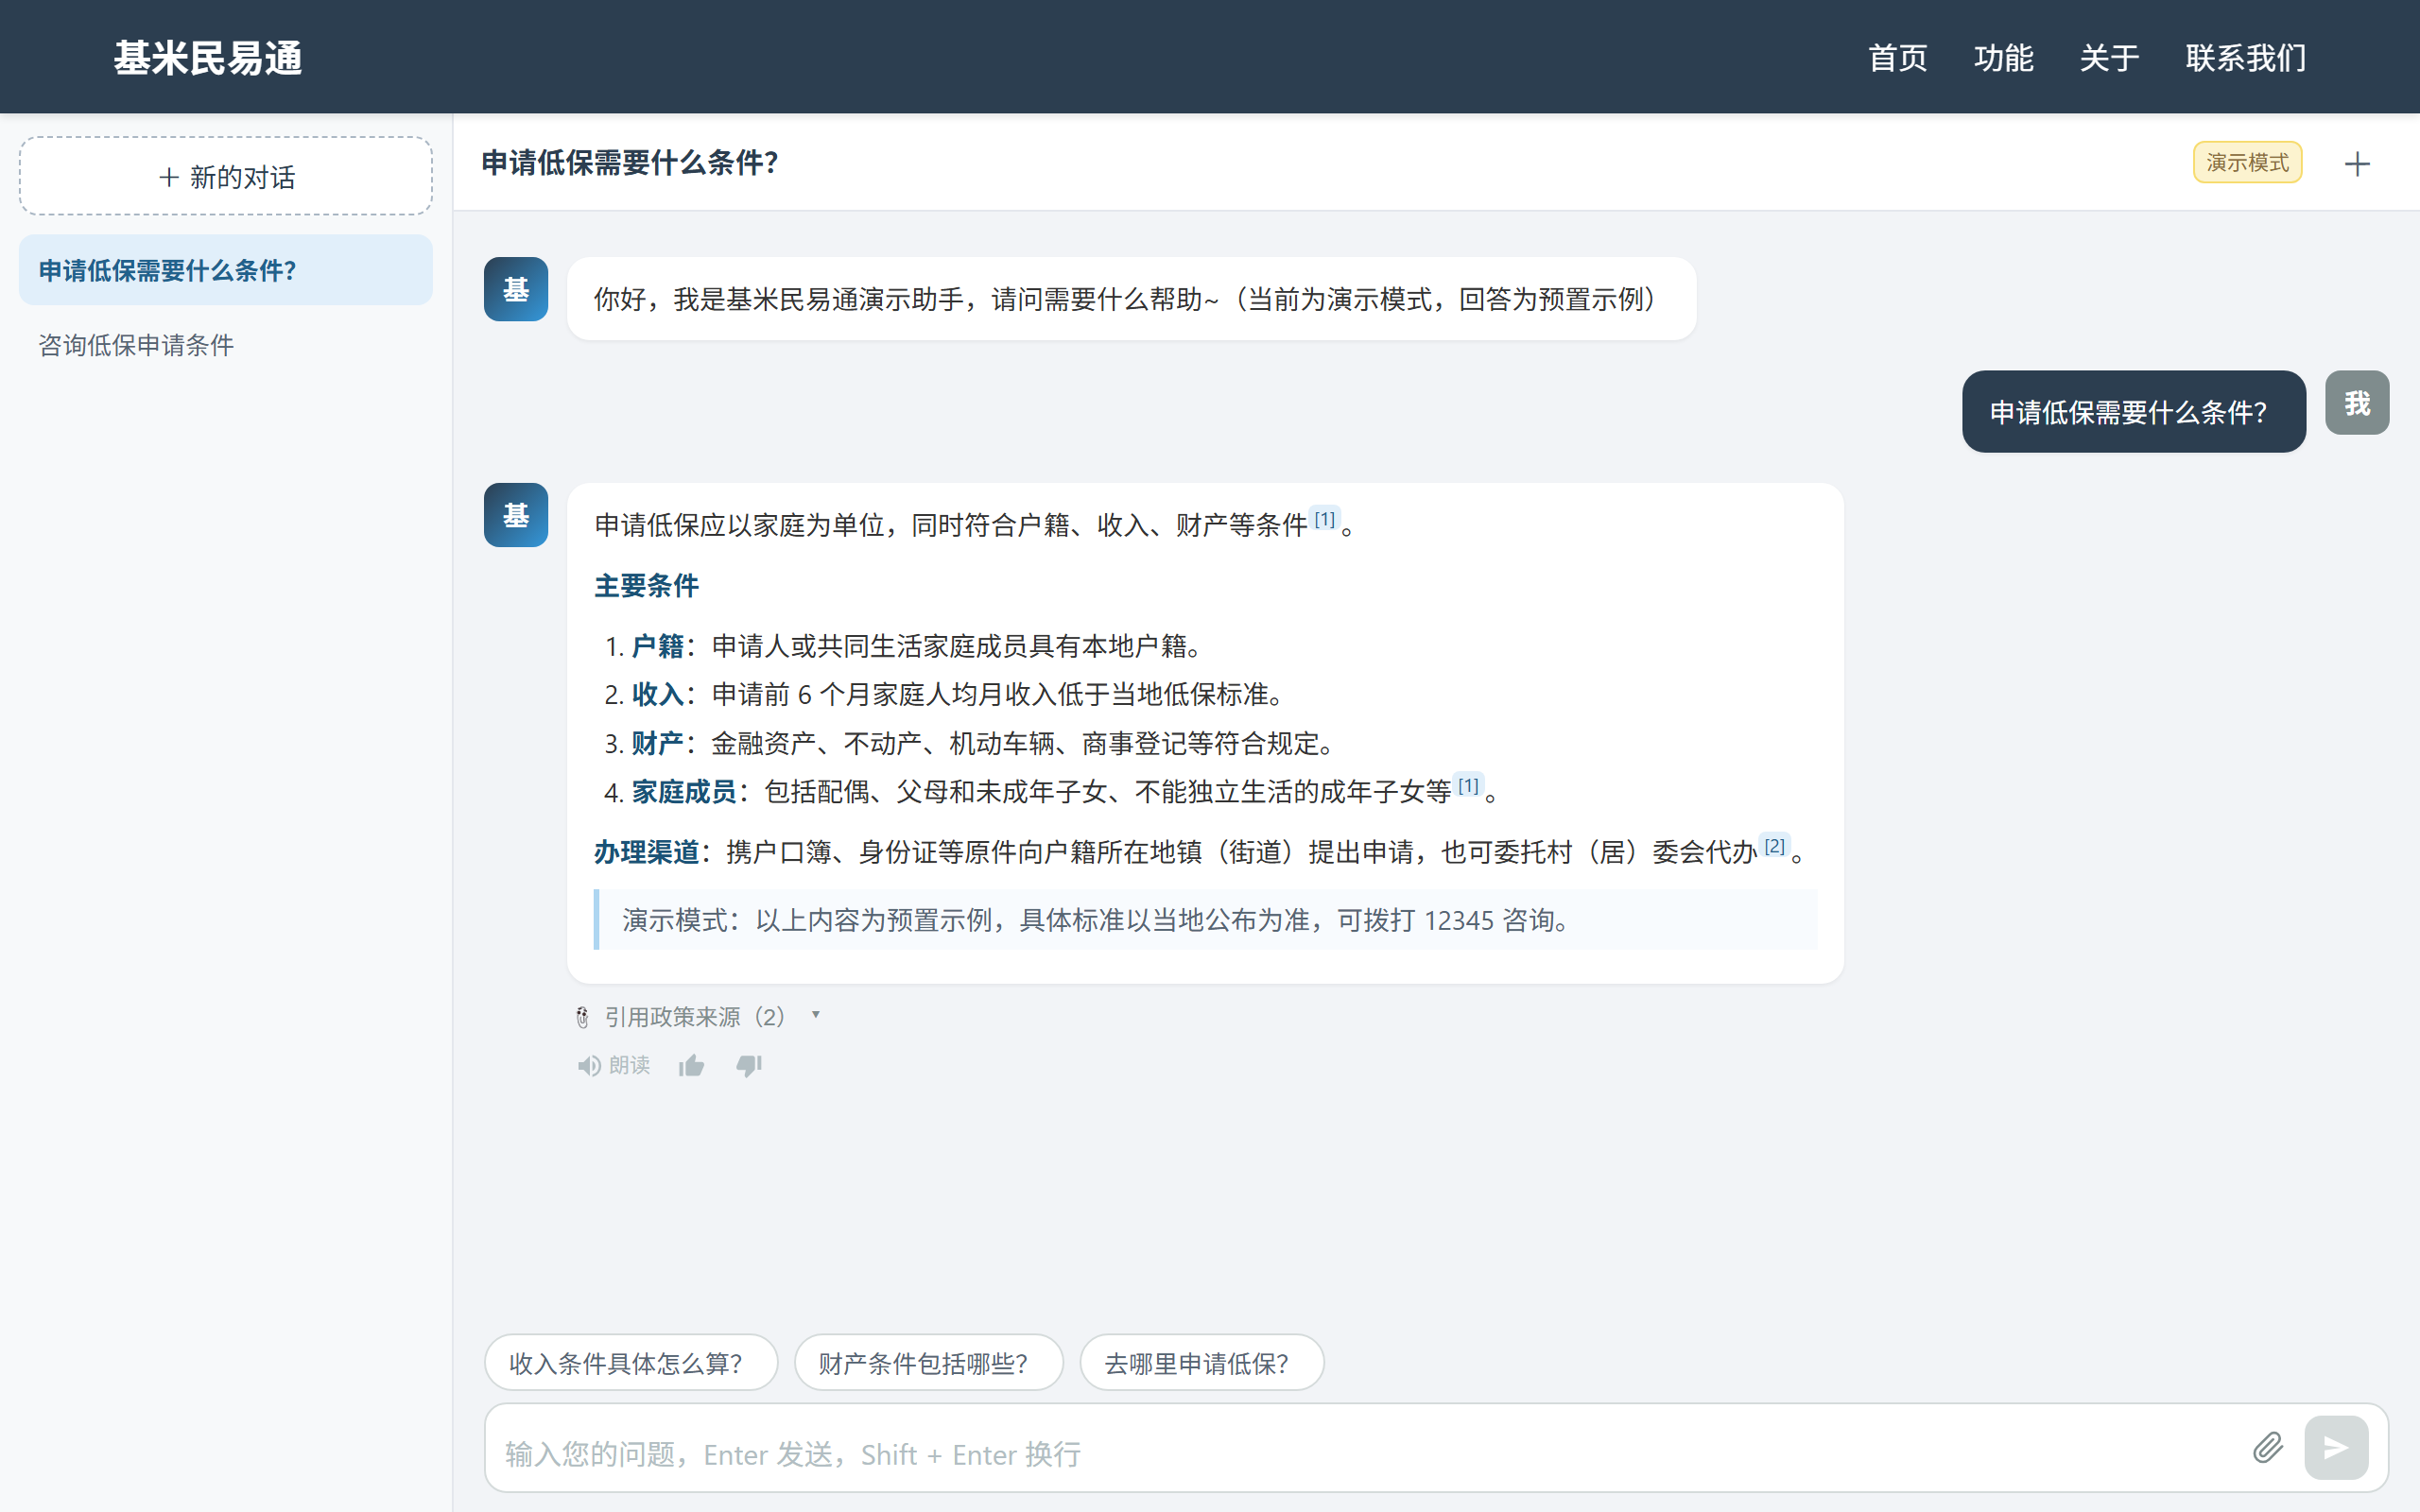 基米民易通
首页 功能 关于 联系我们
+ 新的对话
申请低保需要什么条件?
咨询低保申请条件
申请低保需要什么条件?
演示模式 +
基
你好，我是基米民易通演示助手，请问需要什么帮助~（当前为演示模式，回答为预置示例）
申请低保需要什么条件?
我
基
申请低保应以家庭为单位，同时符合户籍、收入、财产等条件[1]。
主要条件
1. 户籍：申请人或共同生活家庭成员具有本地户籍。
2. 收入：申请前 6 个月家庭人均月收入低于当地低保标准。
3. 财产：金融资产、不动产、机动车辆、商事登记等符合规定。
4. 家庭成员：包括配偶、父母和未成年子女、不能独立生活的成年子女等[1]。
办理渠道：携户口簿、身份证等原件向户籍所在地镇（街道）提出申请，也可委托村（居）委会代办[2]。
演示模式：以上内容为预置示例，具体标准以当地公布为准，可拨打 12345 咨询。
引用政策来源（2）
朗读
收入条件具体怎么算?
财产条件包括哪些?
去哪里申请低保?
输入您的问题，Enter 发送，Shift + Enter 换行